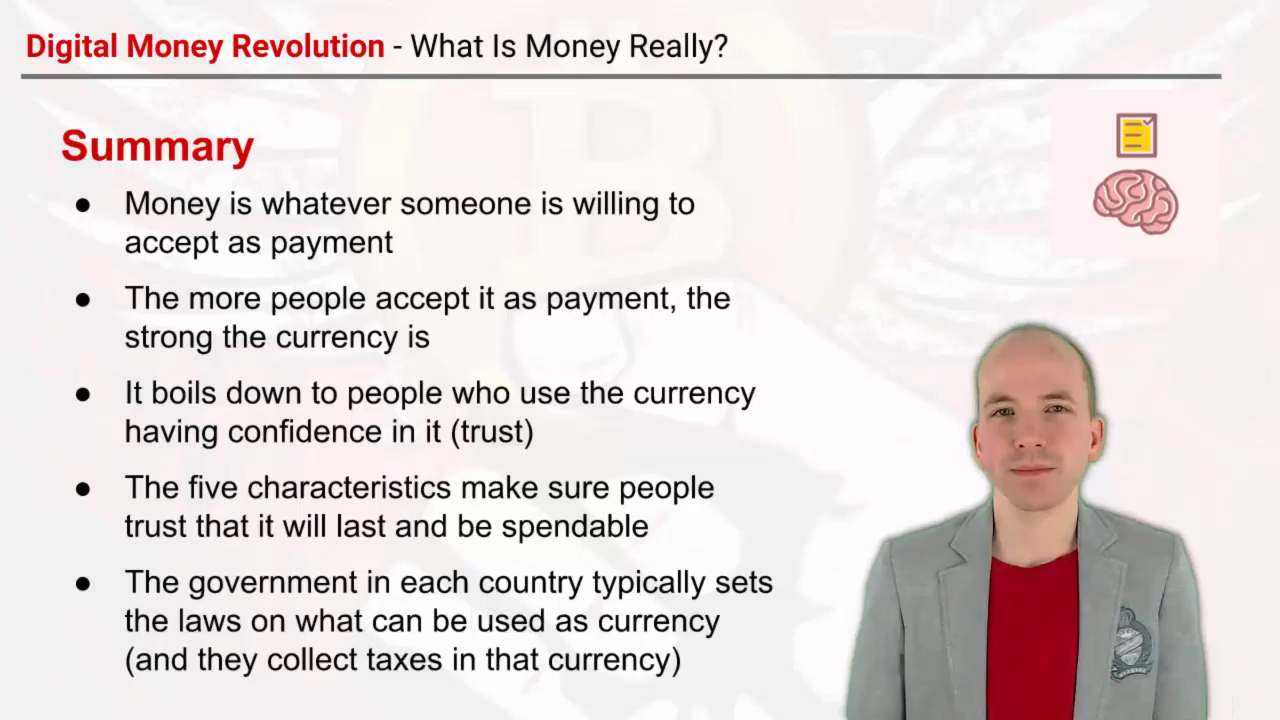 Digital Money Revolution - What Is Money Really?
Summary
● Money is whatever someone is willing to
accept as payment
● The more people accept it as payment, the
strong the currency is
● It boils down to people who use the currency
having confidence in it (trust)
● The five characteristics make sure people
trust that it will last and be spendable
● The government in each country typically sets
the laws on what can be used as currency
(and they collect taxes in that currency)